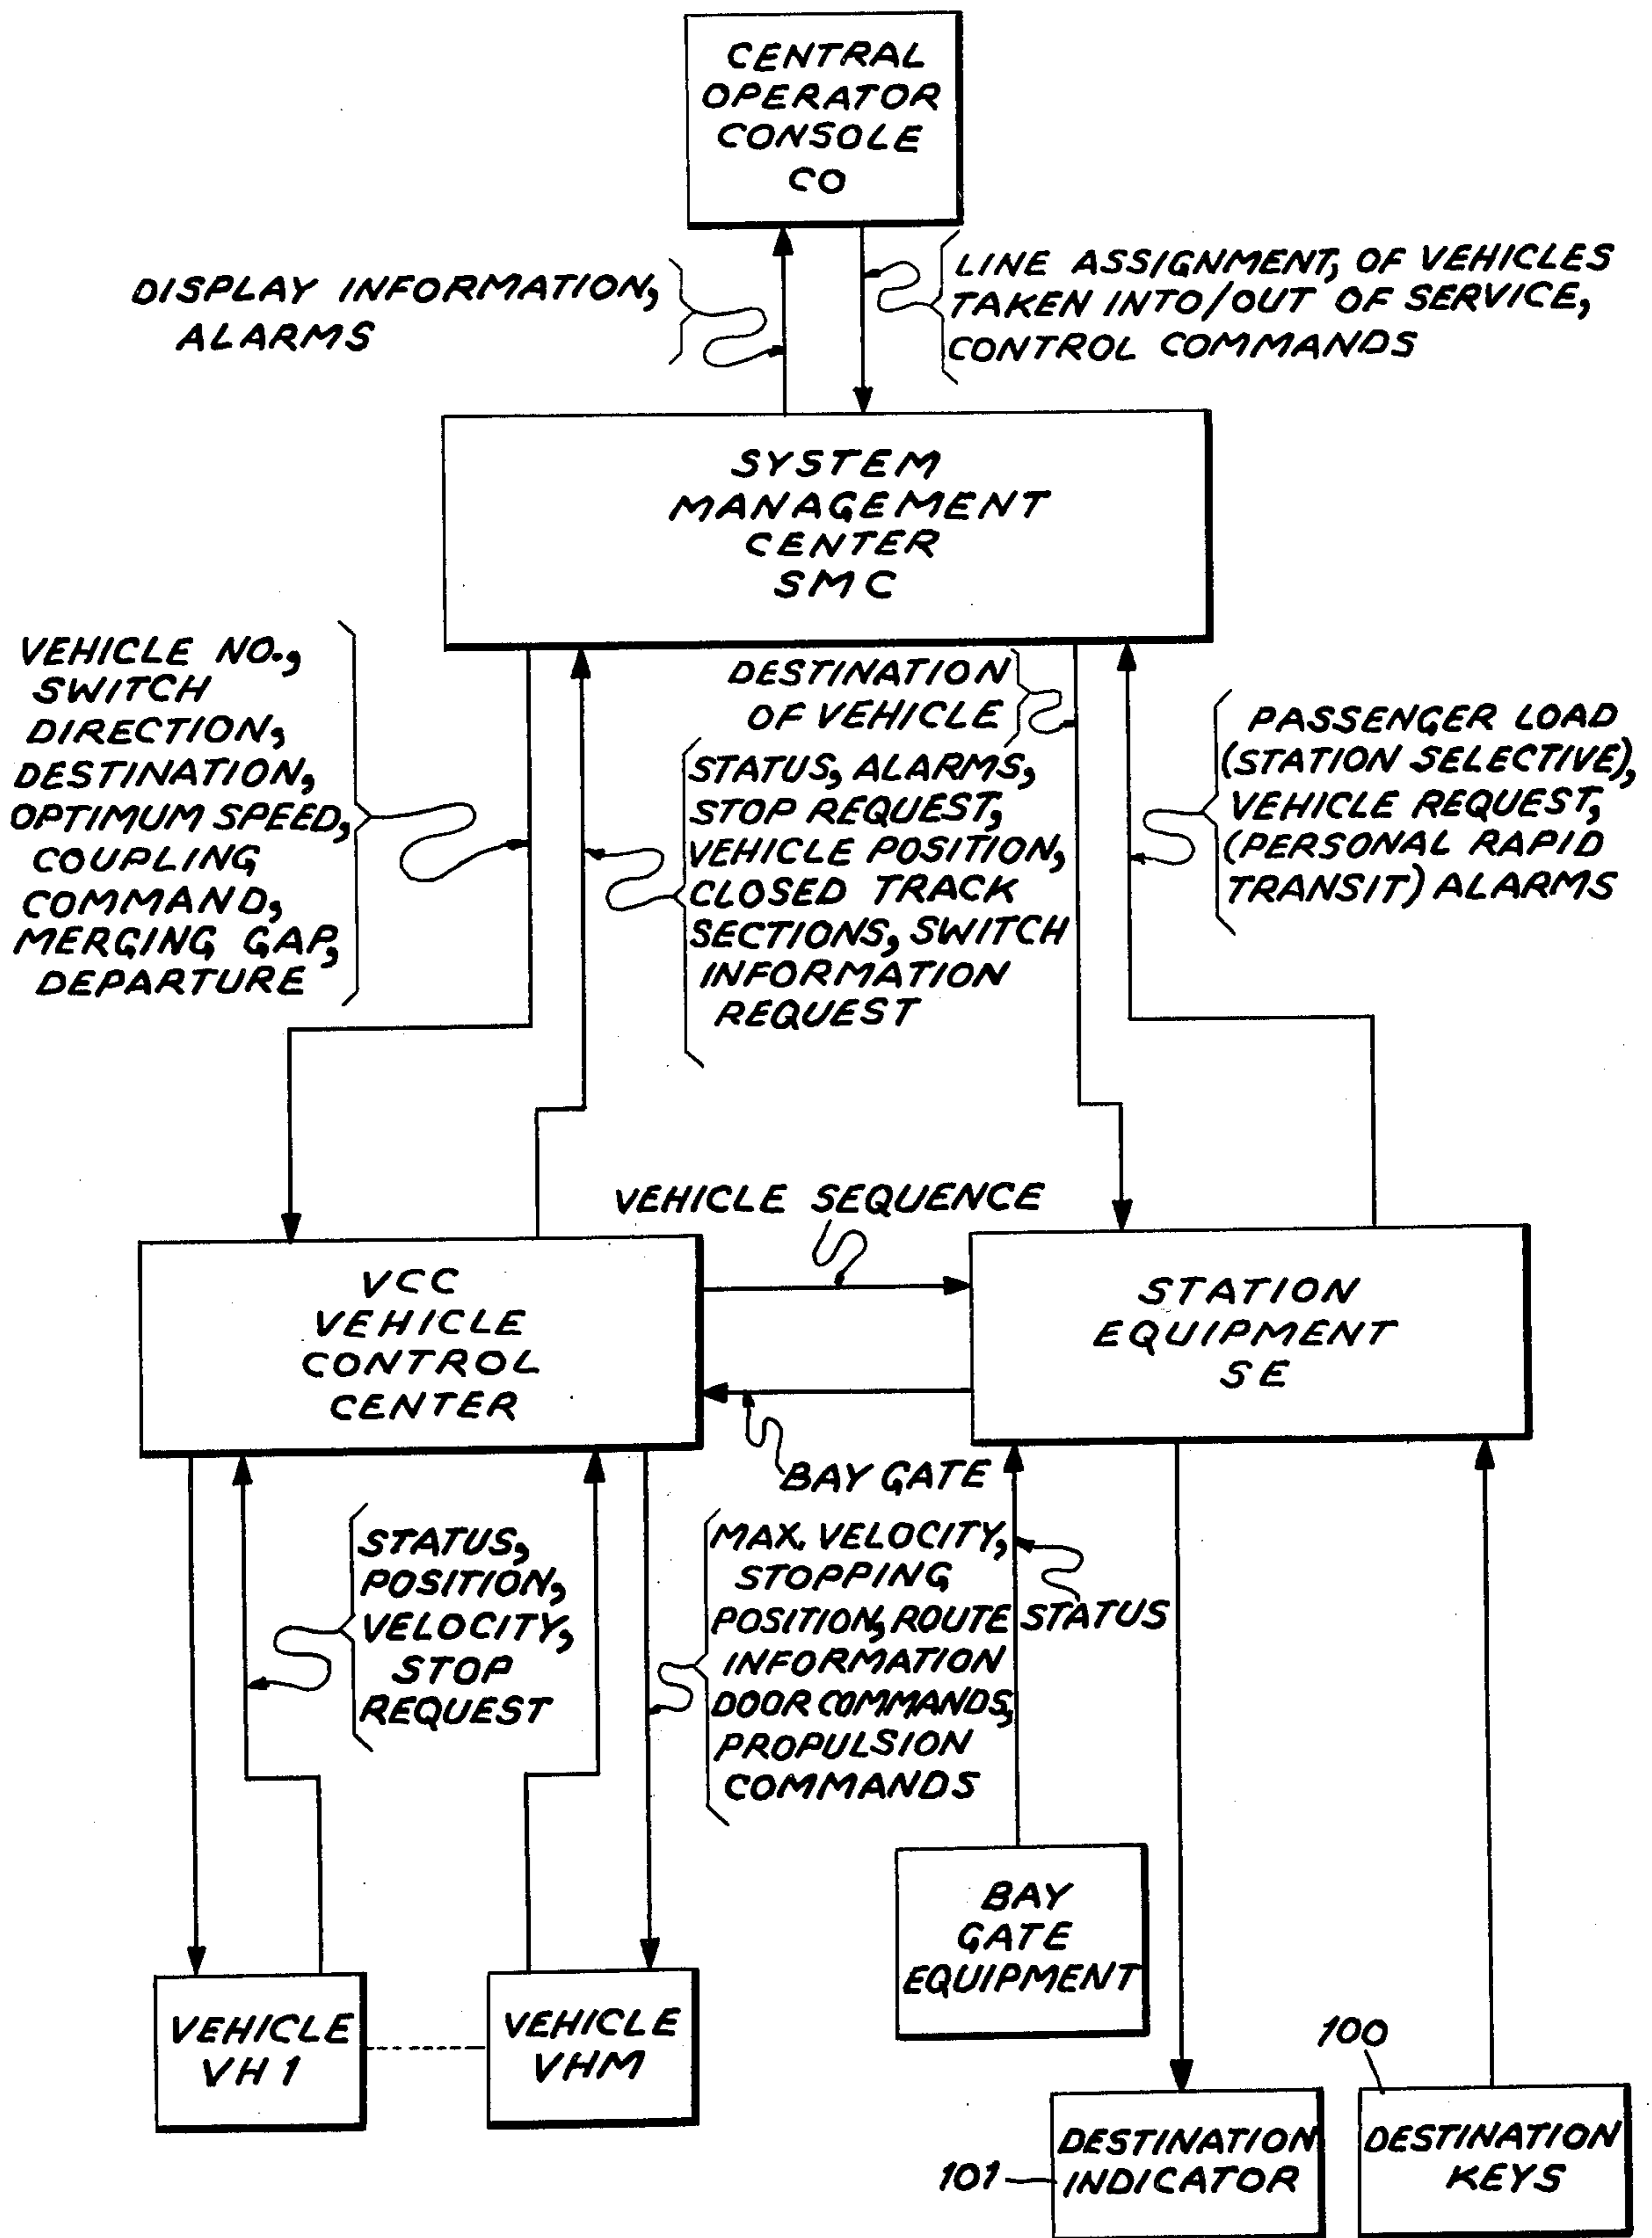 CENTRAL
OPERATOR
CONSOLE
CO
DISPLAY INFORMATION,
ALARMS
LINE ASSIGNMENT, OF VEHICLES
TAKEN INTO/OUT OF SERVICE,
CONTROL COMMANDS
SYSTEM
MANAGEMENT
CENTER
SMC
VEHICLE NO.,
SWITCH
DIRECTION,
DESTINATION,
OPTIMUM SPEED,
COUPLING
COMMAND,
MERGING GAP,
DEPARTURE
DESTINATION
OF VEHICLE
STATUS, ALARMS,
STOP REQUEST,
VEHICLE POSITION,
CLOSED TRACK
SECTIONS, SWITCH
INFORMATION
REQUEST
PASSENGER LOAD
(STATION SELECTIVE),
VEHICLE REQUEST,
(PERSONAL RAPID
TRANSIT) ALARMS
VEHICLE SEQUENCE
VCC
VEHICLE
CONTROL
CENTER
STATION
EQUIPMENT
SE
BAY GATE
STATUS,
POSITION,
VELOCITY,
STOP
REQUEST
MAX. VELOCITY,
STOPPING
POSITION, ROUTE
INFORMATION
DOOR COMMANDS,
PROPULSION
COMMANDS
STATUS
BAY
GATE
EQUIPMENT
VEHICLE
VH 1
VEHICLE
VHM
100
101
DESTINATION
INDICATOR
DESTINATION
KEYS